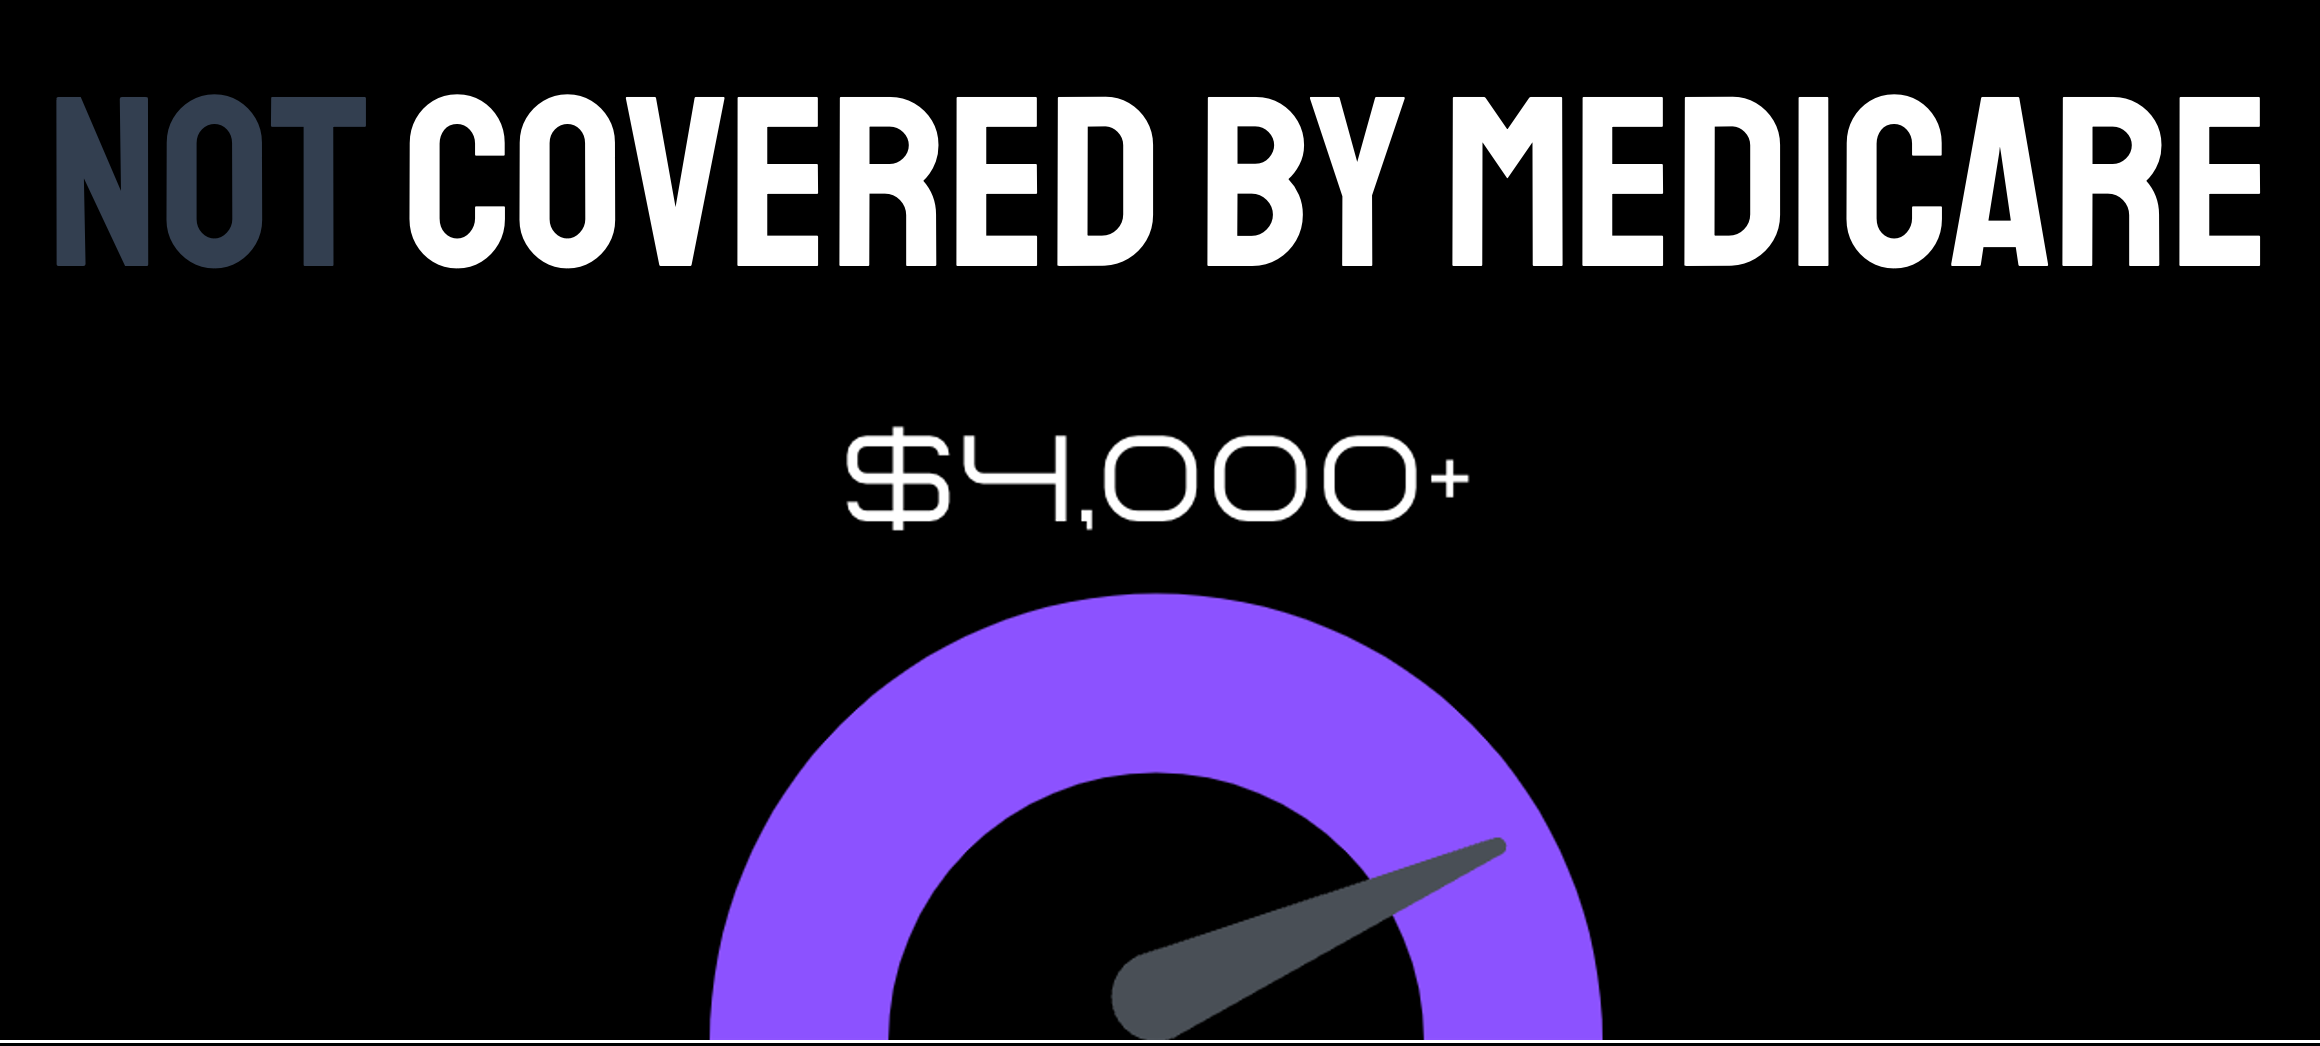 NOT COVERED BY MEDICARE
$4,000+